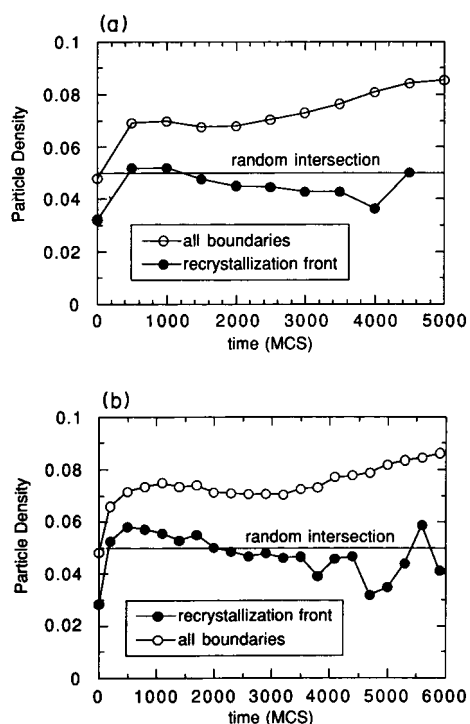 (a)
0.1
0.08
0.06
0.04
0.02
0
Particle Density
random intersection
all boundaries
recrystallization front
0 1000 2000 3000 4000 5000
time (MCS)
(b)
0.1
0.08
0.06
0.04
0.02
0
Particle Density
random intersection
recrystallization front
all boundaries
0 1000 2000 3000 4000 5000 6000
time (MCS)